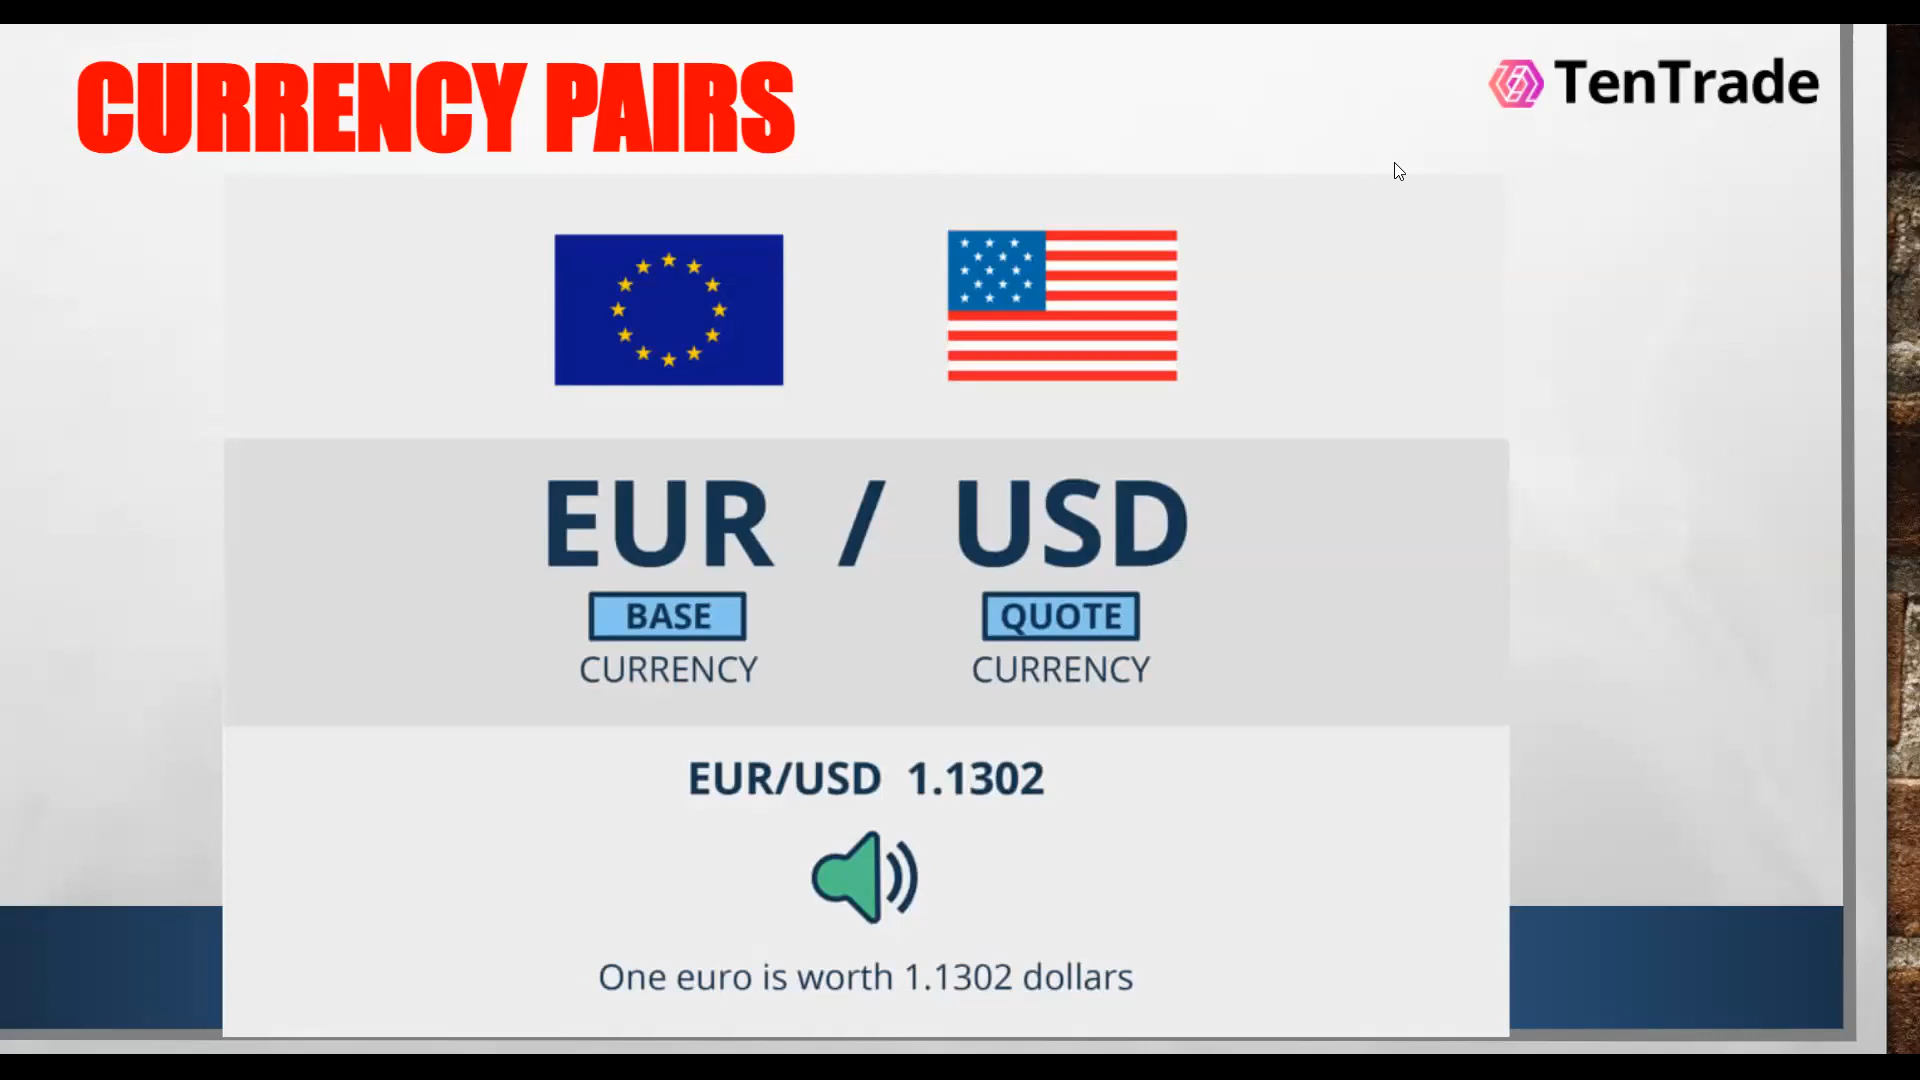 CURRENCY PAIRS
TenTrade
EUR / USD
BASE QUOTE
CURRENCY CURRENCY
EUR/USD 1.1302
One euro is worth 1.1302 dollars